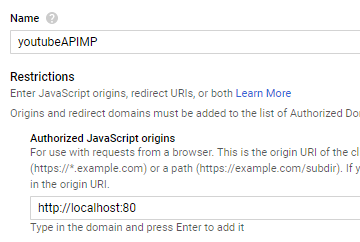 Name
youtubeAPIMP
Restrictions
Enter JavaScript origins, redirect URIs, or both Learn More
Origins and redirect domains must be added to the list of Authorized Do
Authorized JavaScript origins
For use with requests from a browser. This is the origin URI of the cl
(https://*.example.com) or a path (https://example.com/subdir). If y
in the origin URI.
http://localhost:80
Type in the domain and press Enter to add it